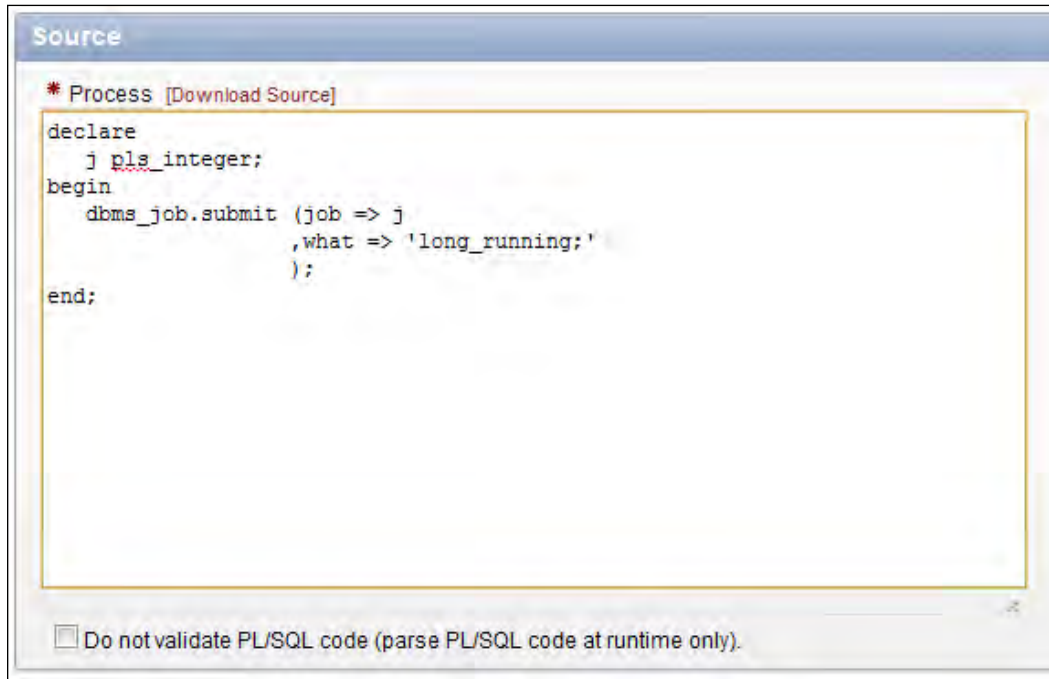 Source
* Process [Download Source]
declare
   j pls_integer;
begin
   dbms_job.submit (job => j
                   ,what => 'long_running;'
                   );
end;
Do not validate PL/SQL code (parse PL/SQL code at runtime only).